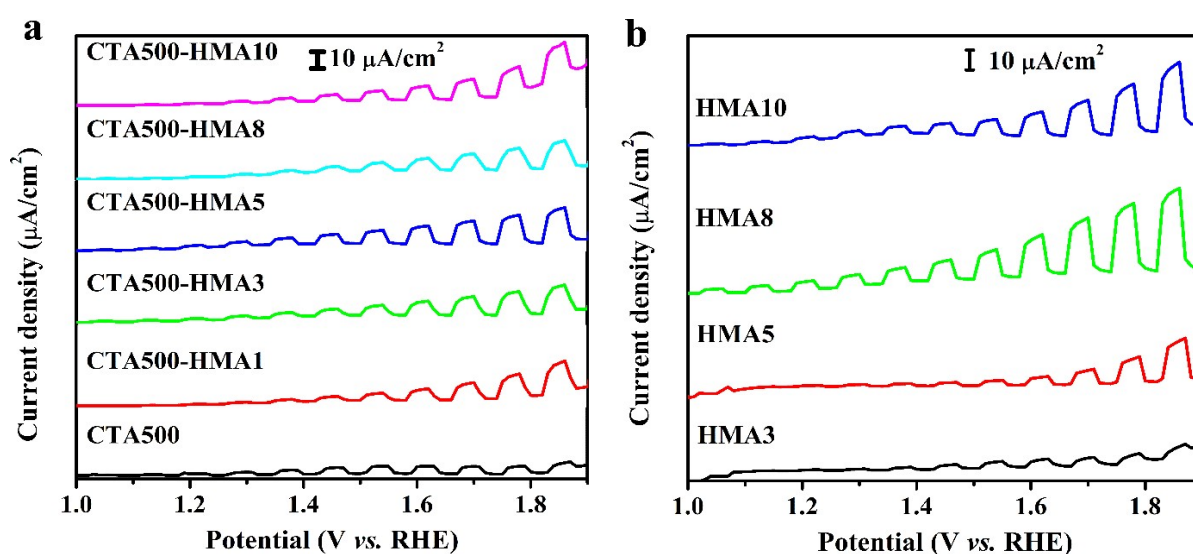 a
CTA500-HMA10
10 μA/cm²
CTA500-HMA8
CTA500-HMA5
CTA500-HMA3
CTA500-HMA1
CTA500
Current density (μA/cm²)
1.0 1.2 1.4 1.6 1.8
Potential (V vs. RHE)
b
10 μA/cm²
HMA10
HMA8
HMA5
HMA3
Current density (μA/cm²)
1.0 1.2 1.4 1.6 1.8
Potential (V vs. RHE)